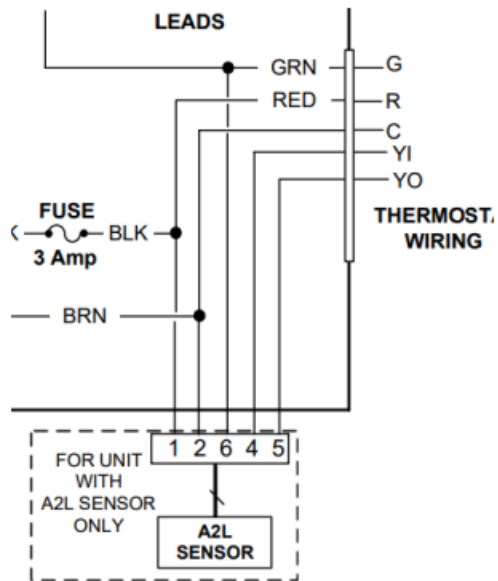 LEADS
GRN
G
RED
R
C
YI
YO
FUSE
BLK
3 Amp
THERMOST
WIRING
BRN
1 2 6 4 5
FOR UNIT
WITH
A2L SENSOR
ONLY
A2L
SENSOR